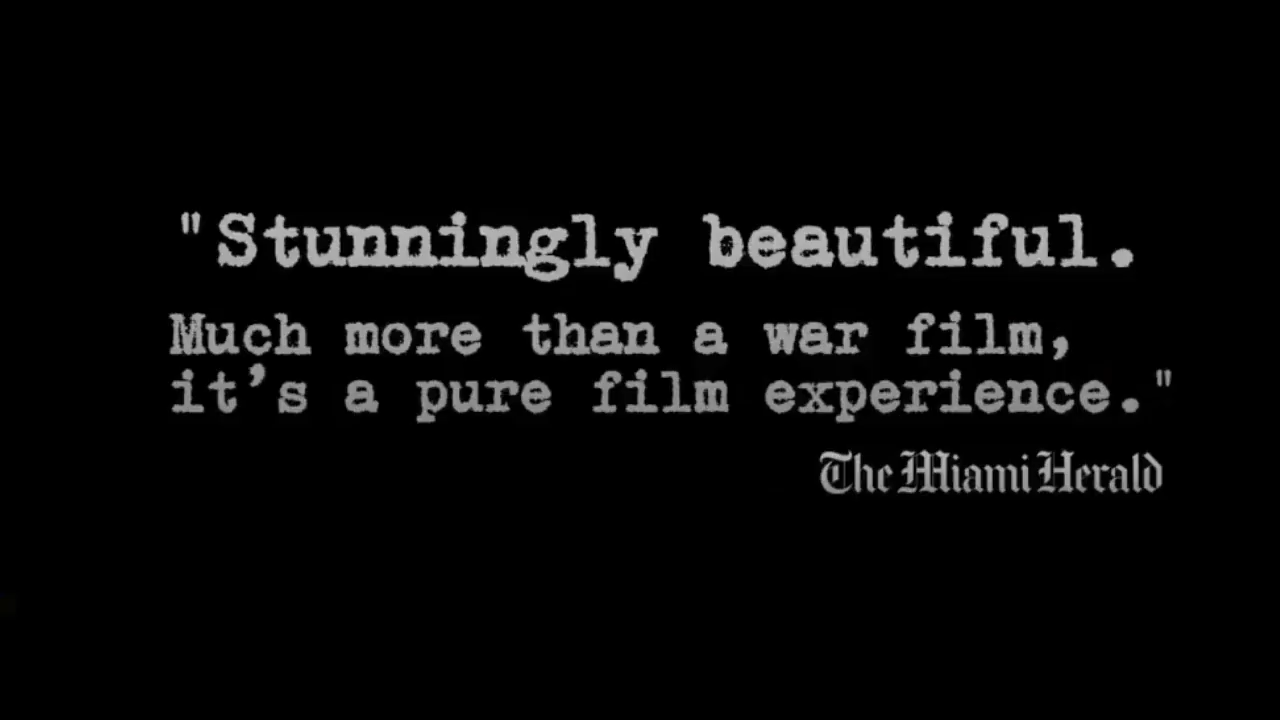 "Stunningly beautiful.
Much more than a war film,
it's a pure film experience."
The Miami Herald